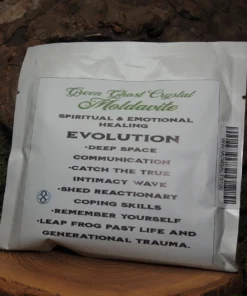 Green Ghost Crystal
Moldavite
SPIRITUAL & EMOTIONAL
HEALING
EVOLUTION
•DEEP SPACE
COMMUNICATION
•CATCH THE TRUE
INTIMACY WAVE
•SHED REACTIONARY
COPING SKILLS
•REMEMBER YOURSELF
•LEAP FROG PAST LIFE AND
GENERATIONAL TRAUMA.